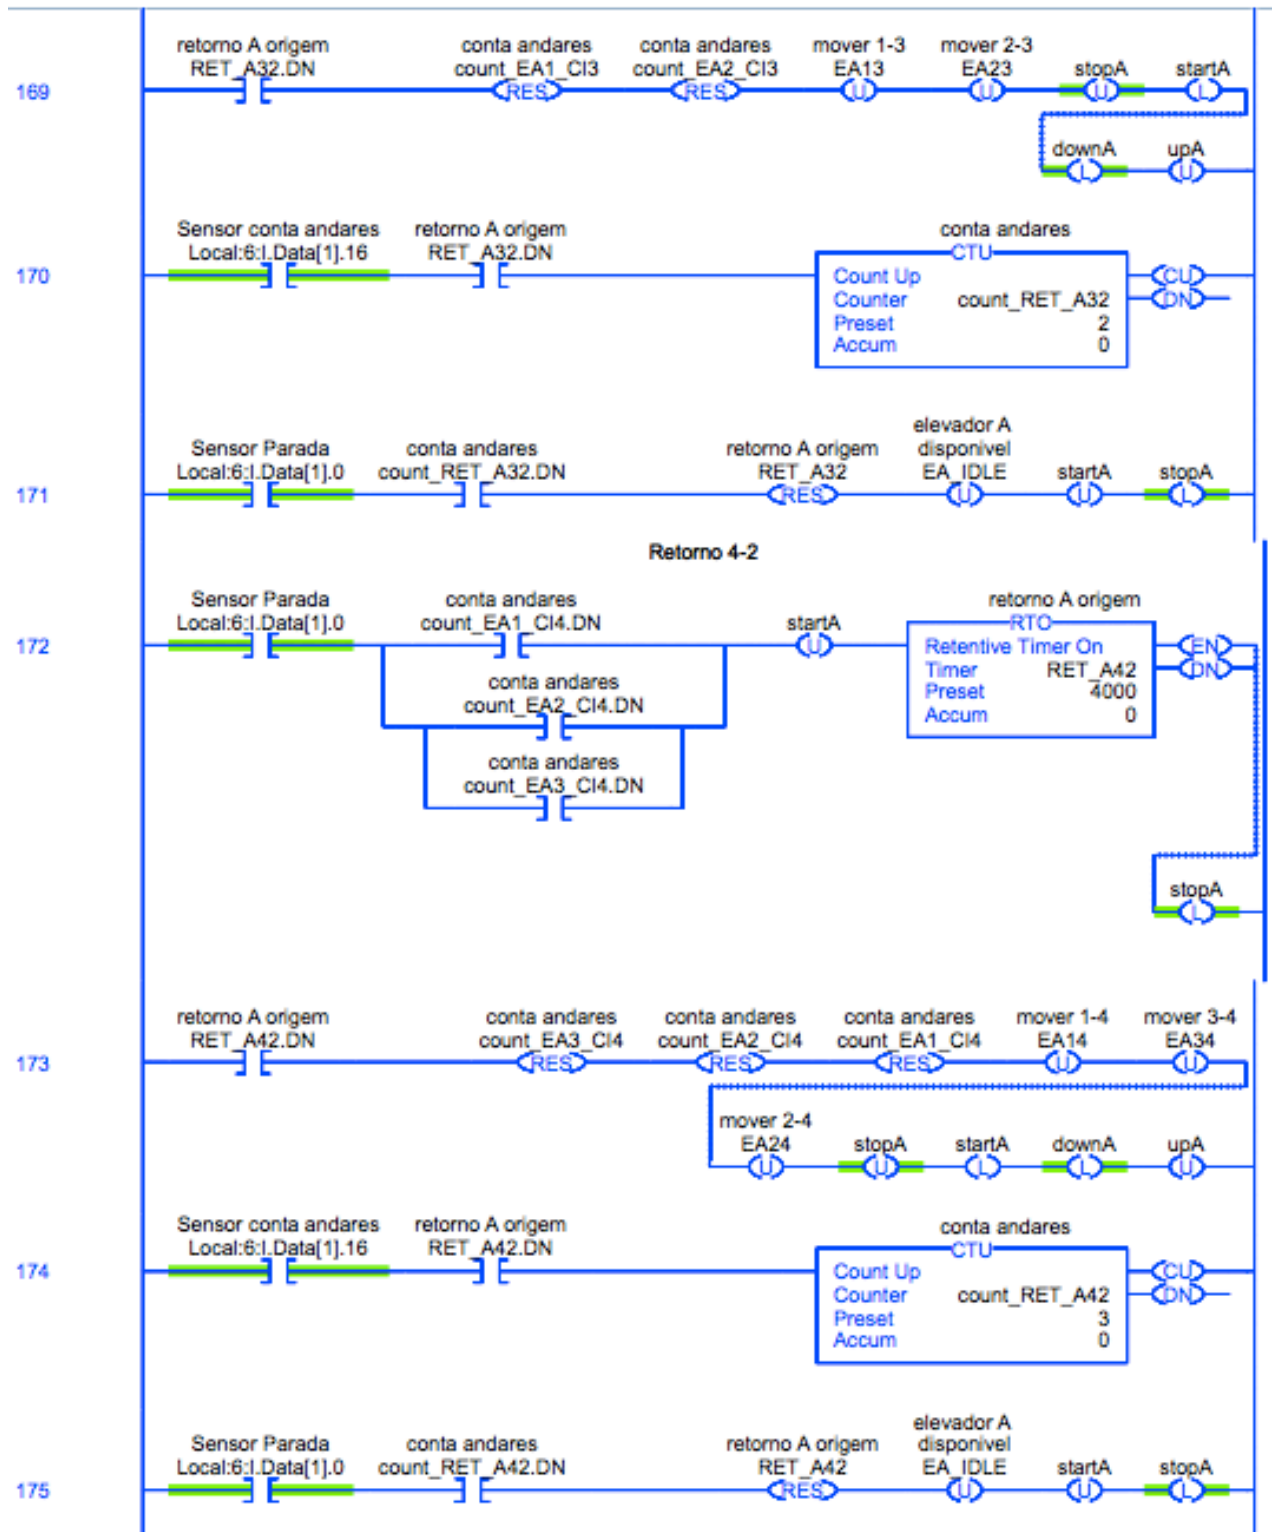 retorno A origem conta andares conta andares mover 1-3 mover 2-3
RET_A32.DN count_EA1_CI3 count_EA2_CI3 EA13 EA23 stopA startA
169 RES RES U U U L
downA upA
L U
Sensor conta andares retorno A origem conta andares
Local:6:I.Data[1].16 RET_A32.DN CTU
170 Count Up CU
Counter count_RET_A32 DN
Preset 2
Accum 0
elevador A
Sensor Parada conta andares retorno A origem disponivel
Local:6:I.Data[1].0 count_RET_A32.DN RET_A32 EA_IDLE startA stopA
171 RES U U L
Retorno 4-2
Sensor Parada conta andares retorno A origem
Local:6:I.Data[1].0 count_EA1_CI4.DN startA RTO
172 U Retentive Timer On EN
Timer RET_A42 DN
Preset 4000
Accum 0
conta andares
count_EA2_CI4.DN
conta andares
count_EA3_CI4.DN
stopA
L
retorno A origem conta andares conta andares conta andares mover 1-4 mover 3-4
RET_A42.DN count_EA3_CI4 count_EA2_CI4 count_EA1_CI4 EA14 EA34
173 RES RES RES U U
mover 2-4
EA24 stopA startA downA upA
U U L L U
Sensor conta andares retorno A origem conta andares
Local:6:I.Data[1].16 RET_A42.DN CTU
174 Count Up CU
Counter count_RET_A42 DN
Preset 3
Accum 0
elevador A
Sensor Parada conta andares retorno A origem disponivel
Local:6:I.Data[1].0 count_RET_A42.DN RET_A42 EA_IDLE startA stopA
175 RES U U L